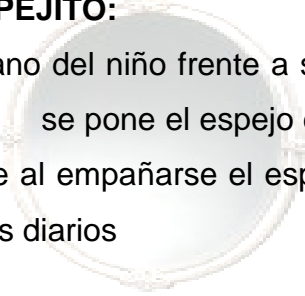 PEJITO:
ano del niño frente a s
se pone el espejo
e al empañarse el esp
s diarios